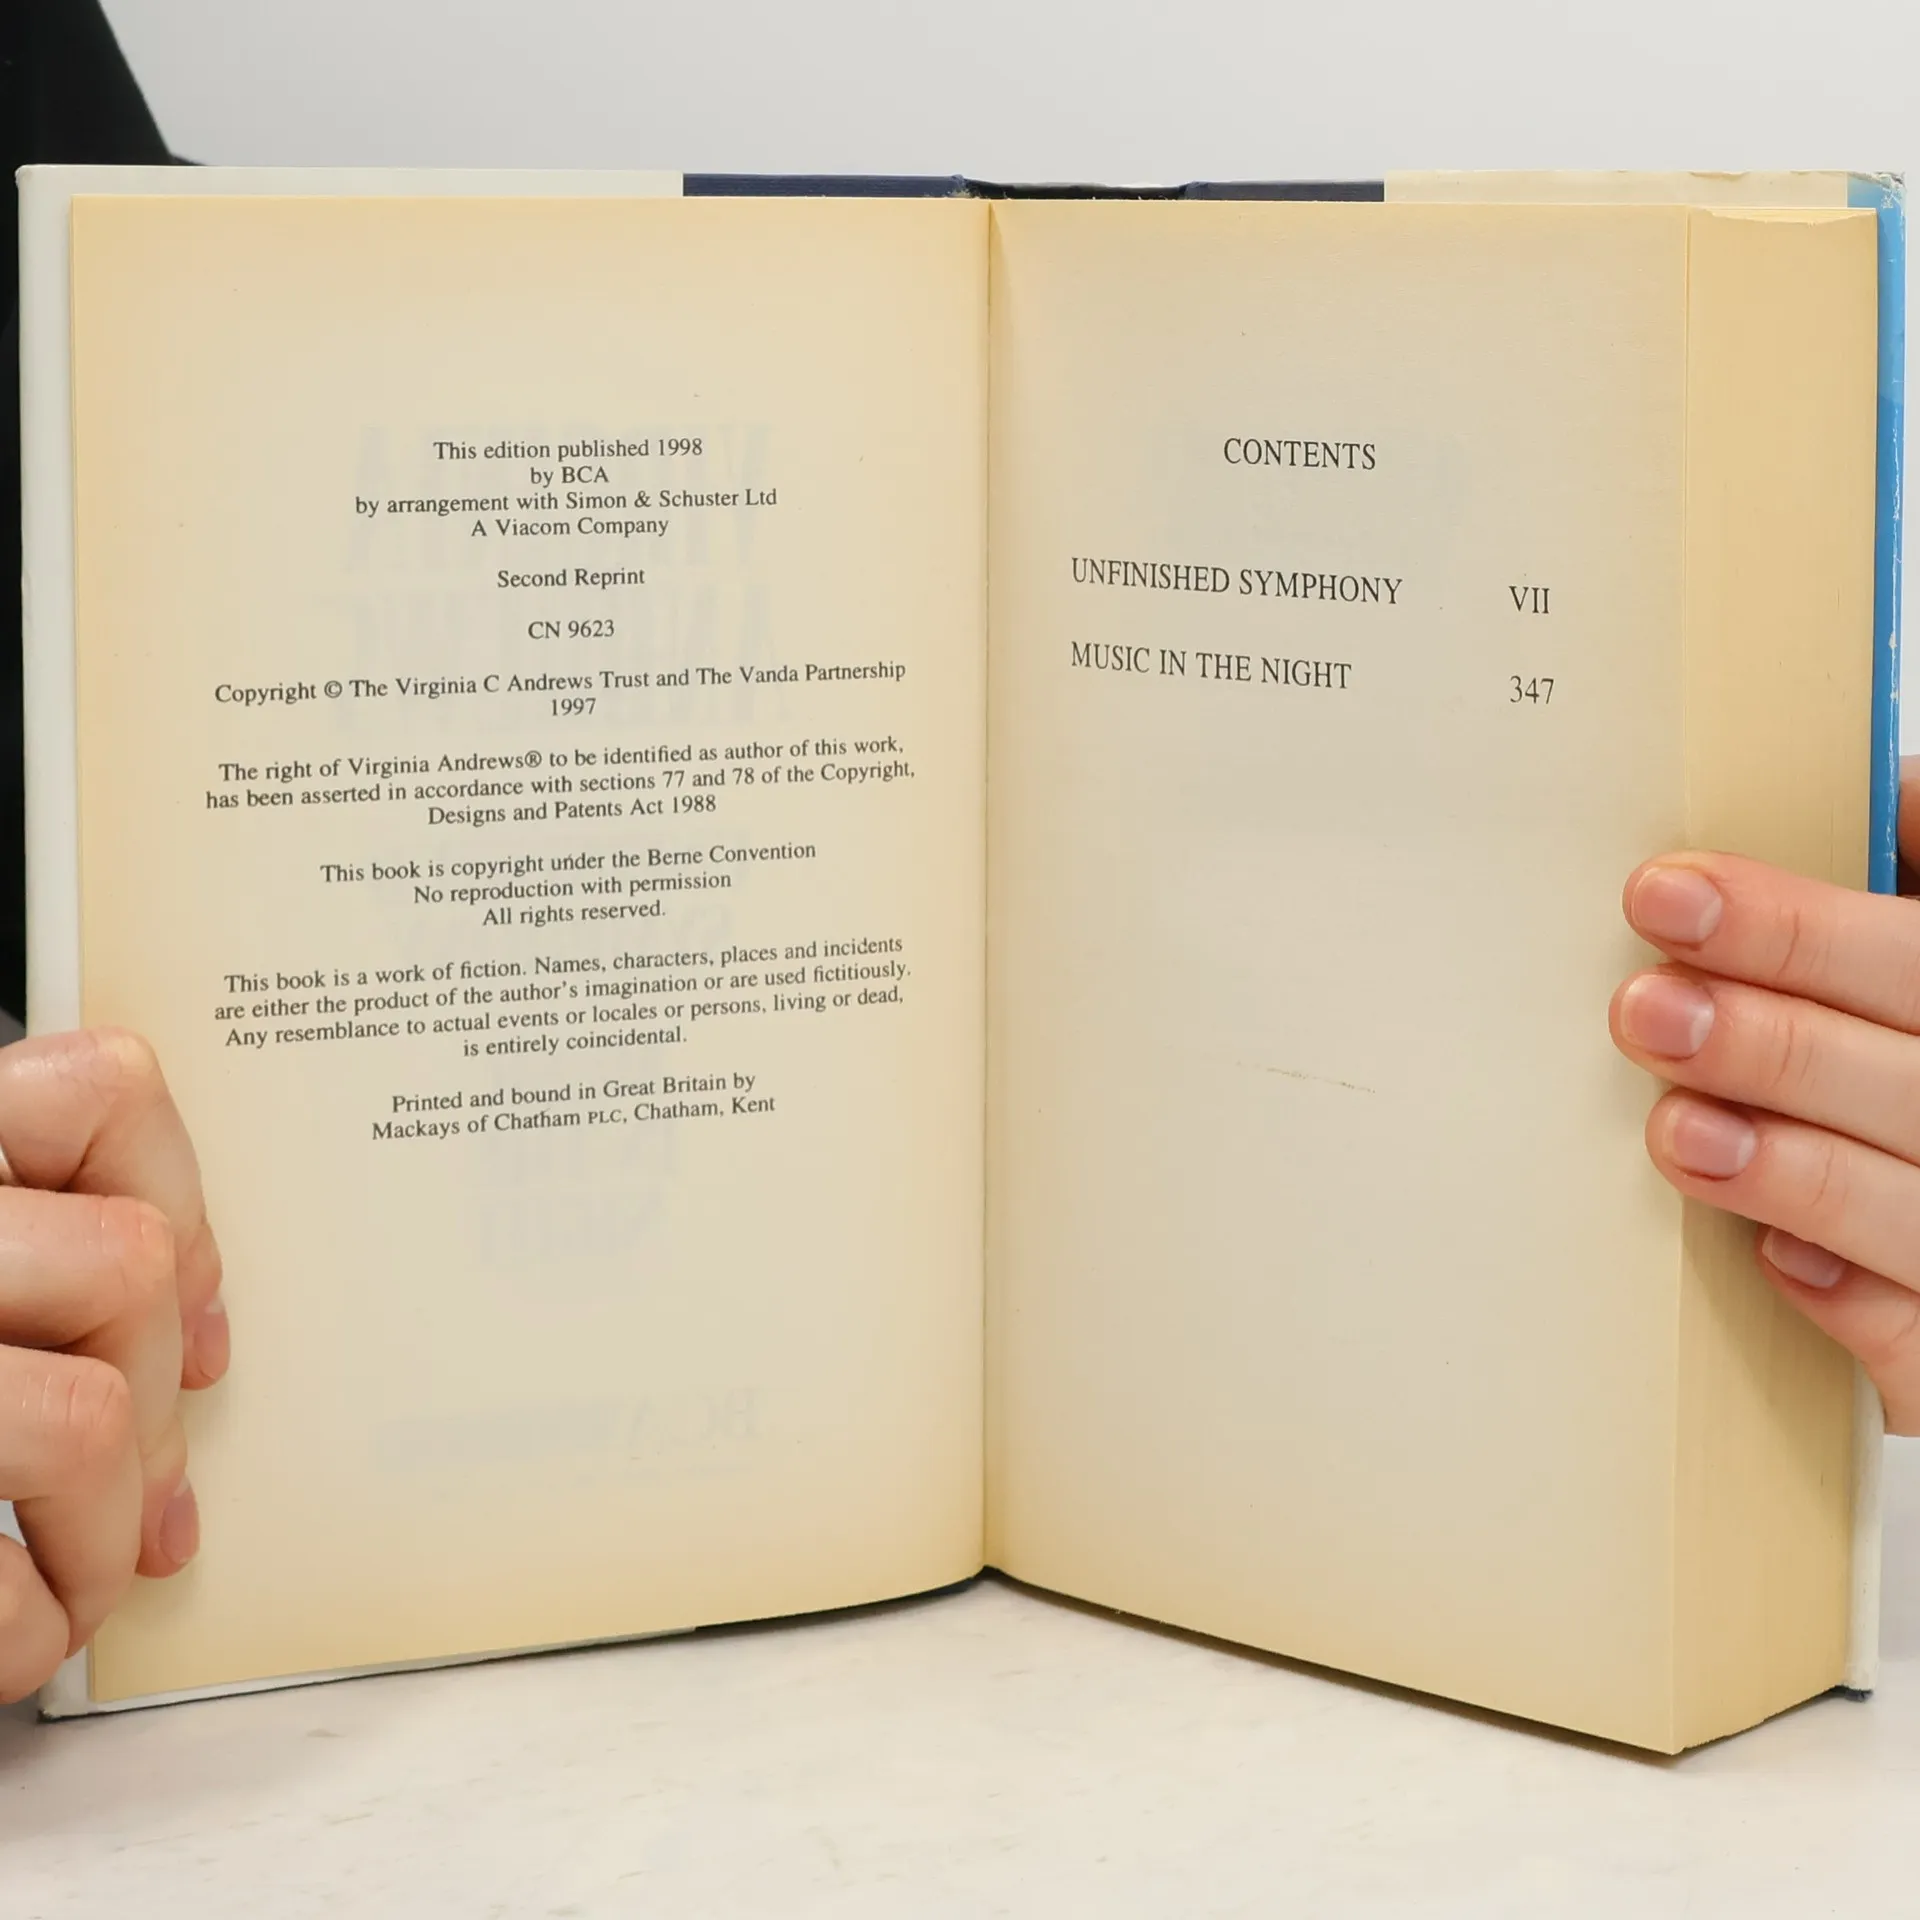 This edition published 1998
by BCA
by arrangement with Simon & Schuster Ltd
A Viacom Company
Second Reprint
CN 9623
Copyright © The Virginia C Andrews Trust and The Vanda Partnership
1997
The right of Virginia Andrews® to be identified as author of this work,
has been asserted in accordance with sections 77 and 78 of the Copyright,
Designs and Patents Act 1988
This book is copyright under the Berne Convention
No reproduction with permission
All rights reserved.
This book is a work of fiction. Names, characters, places and incidents
are either the product of the author's imagination or are used fictitiously.
Any resemblance to actual events or locales or persons, living or dead,
is entirely coincidental.
Printed and bound in Great Britain by
Mackays of Chatham PLC, Chatham, Kent
CONTENTS
UNFINISHED SYMPHONY VII
MUSIC IN THE NIGHT 347